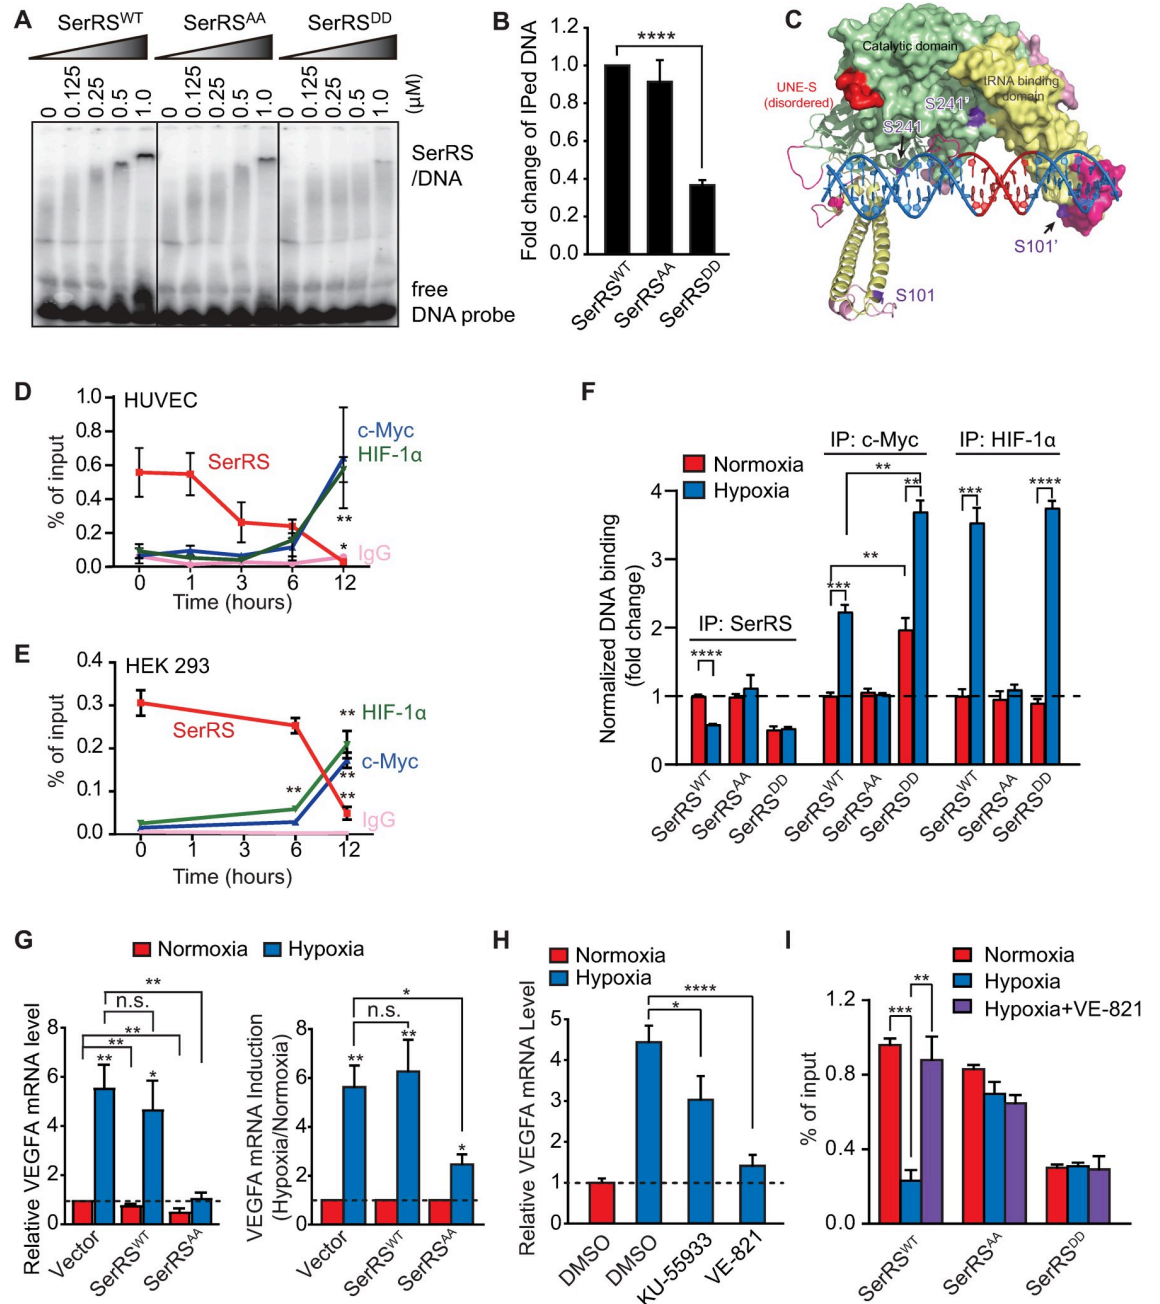 A
SerRS^WT SerRS^AA SerRS^DD
0 0.125 0.25 0.5 1.0 0 0.125 0.25 0.5 1.0 0 0.125 0.25 0.5 1.0 (μM)
SerRS
/DNA
free
DNA probe
B
Fold change of IPed DNA
1.2
1.0
0.8
0.6
0.4
0.2
0.0
****
SerRS^WT SerRS^AA SerRS^DD
C
Catalytic domain
UNE-S
(disordered)
tRNA binding
domain
S241'
S241
S101'
S101
D
HUVEC
% of input
1.0
0.8
0.6
0.4
0.2
0.0
SerRS
c-Myc
HIF-1α
**
*
IgG
0 1 3 6 12
Time (hours)
E
HEK 293
% of input
0.4
0.3
0.2
0.1
0.0
SerRS
**
HIF-1α
c-Myc
**
**
**
IgG
0 1 3 6 12
Time (hours)
F
Normoxia
Hypoxia
Normalized DNA binding
(fold change)
4
3
2
1
0
IP: SerRS
IP: c-Myc
IP: HIF-1α
****
***
**
**
**
***
****
SerRS^WT SerRS^AA SerRS^DD SerRS^WT SerRS^AA SerRS^DD SerRS^WT SerRS^AA SerRS^DD
G
Normoxia Hypoxia
Relative VEGFA mRNA level
8
6
4
2
0
**
n.s.
**
**
**
*
Vector SerRS^WT SerRS^AA
VEGFA mRNA Induction
(Hypoxia/Normoxia)
8
6
4
2
0
*
n.s.
**
**
*
Vector SerRS^WT SerRS^AA
H
Normoxia
Hypoxia
Relative VEGFA mRNA Level
5
4
3
2
1
0
****
*
DMSO DMSO KU-55933 VE-821
I
Normoxia
Hypoxia
Hypoxia+VE-821
% of input
1.2
0.8
0.4
0.0
**
***
SerRS^WT SerRS^AA SerRS^DD